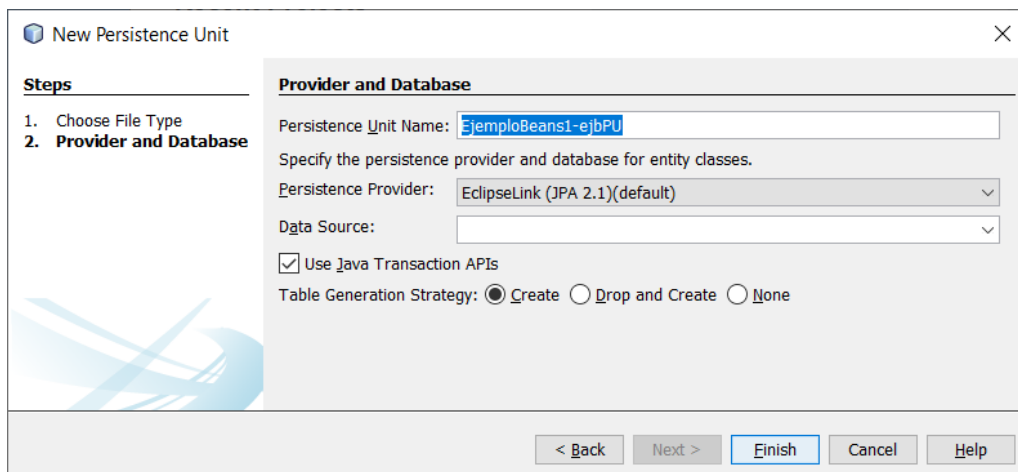 New Persistence Unit
Steps
1. Choose File Type
2. Provider and Database
Provider and Database
Persistence Unit Name: EjemploBeans1-ejbPU
Specify the persistence provider and database for entity classes.
Persistence Provider: EclipseLink (JPA 2.1)(default)
Data Source:
Use Java Transaction APIs
Table Generation Strategy: Create Drop and Create None
< Back Next > Finish Cancel Help